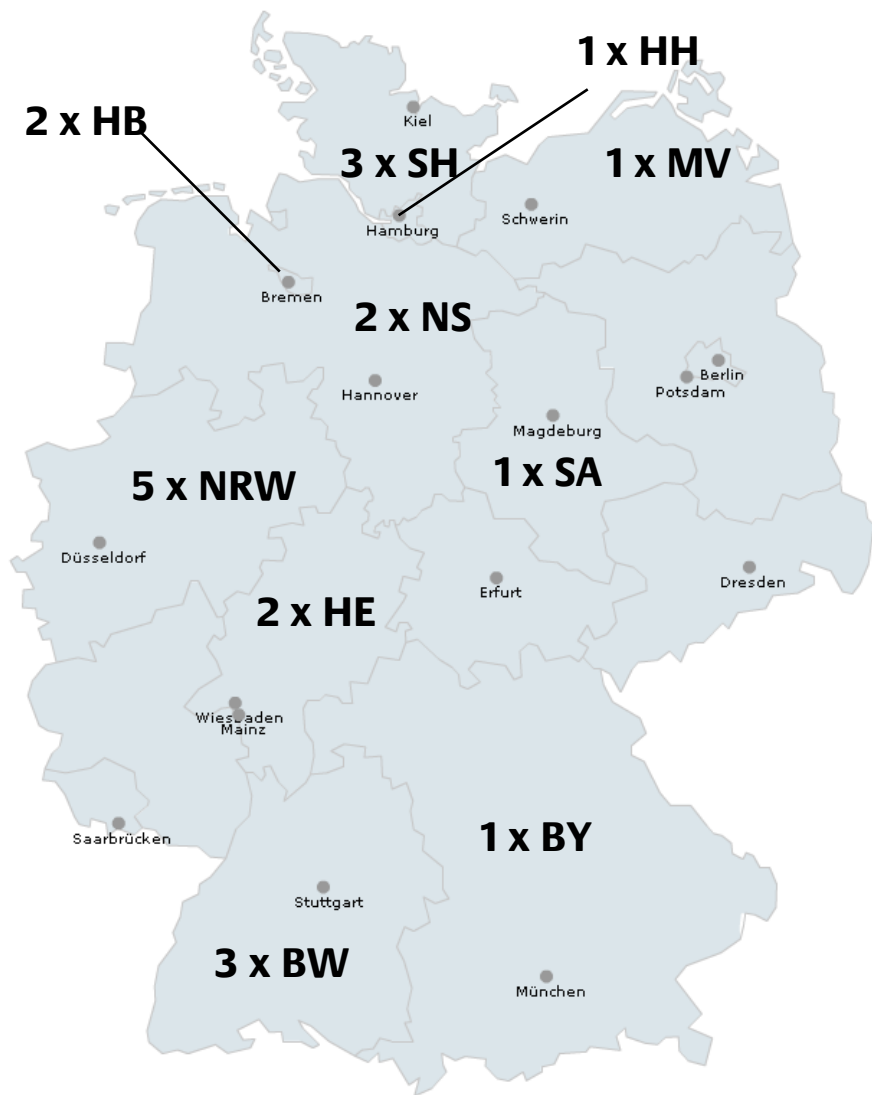 1 x HH
2 x HB
Kiel
3 x SH
1 x MV
Schwerin
Hamburg
Bremen
2 x NS
Berlin
Potsdam
Hannover
Magdeburg
1 x SA
5 x NRW
Düsseldorf
Erfurt
Dresden
2 x HE
Wiesbaden
Mainz
Saarbrücken
1 x BY
Stuttgart
3 x BW
München